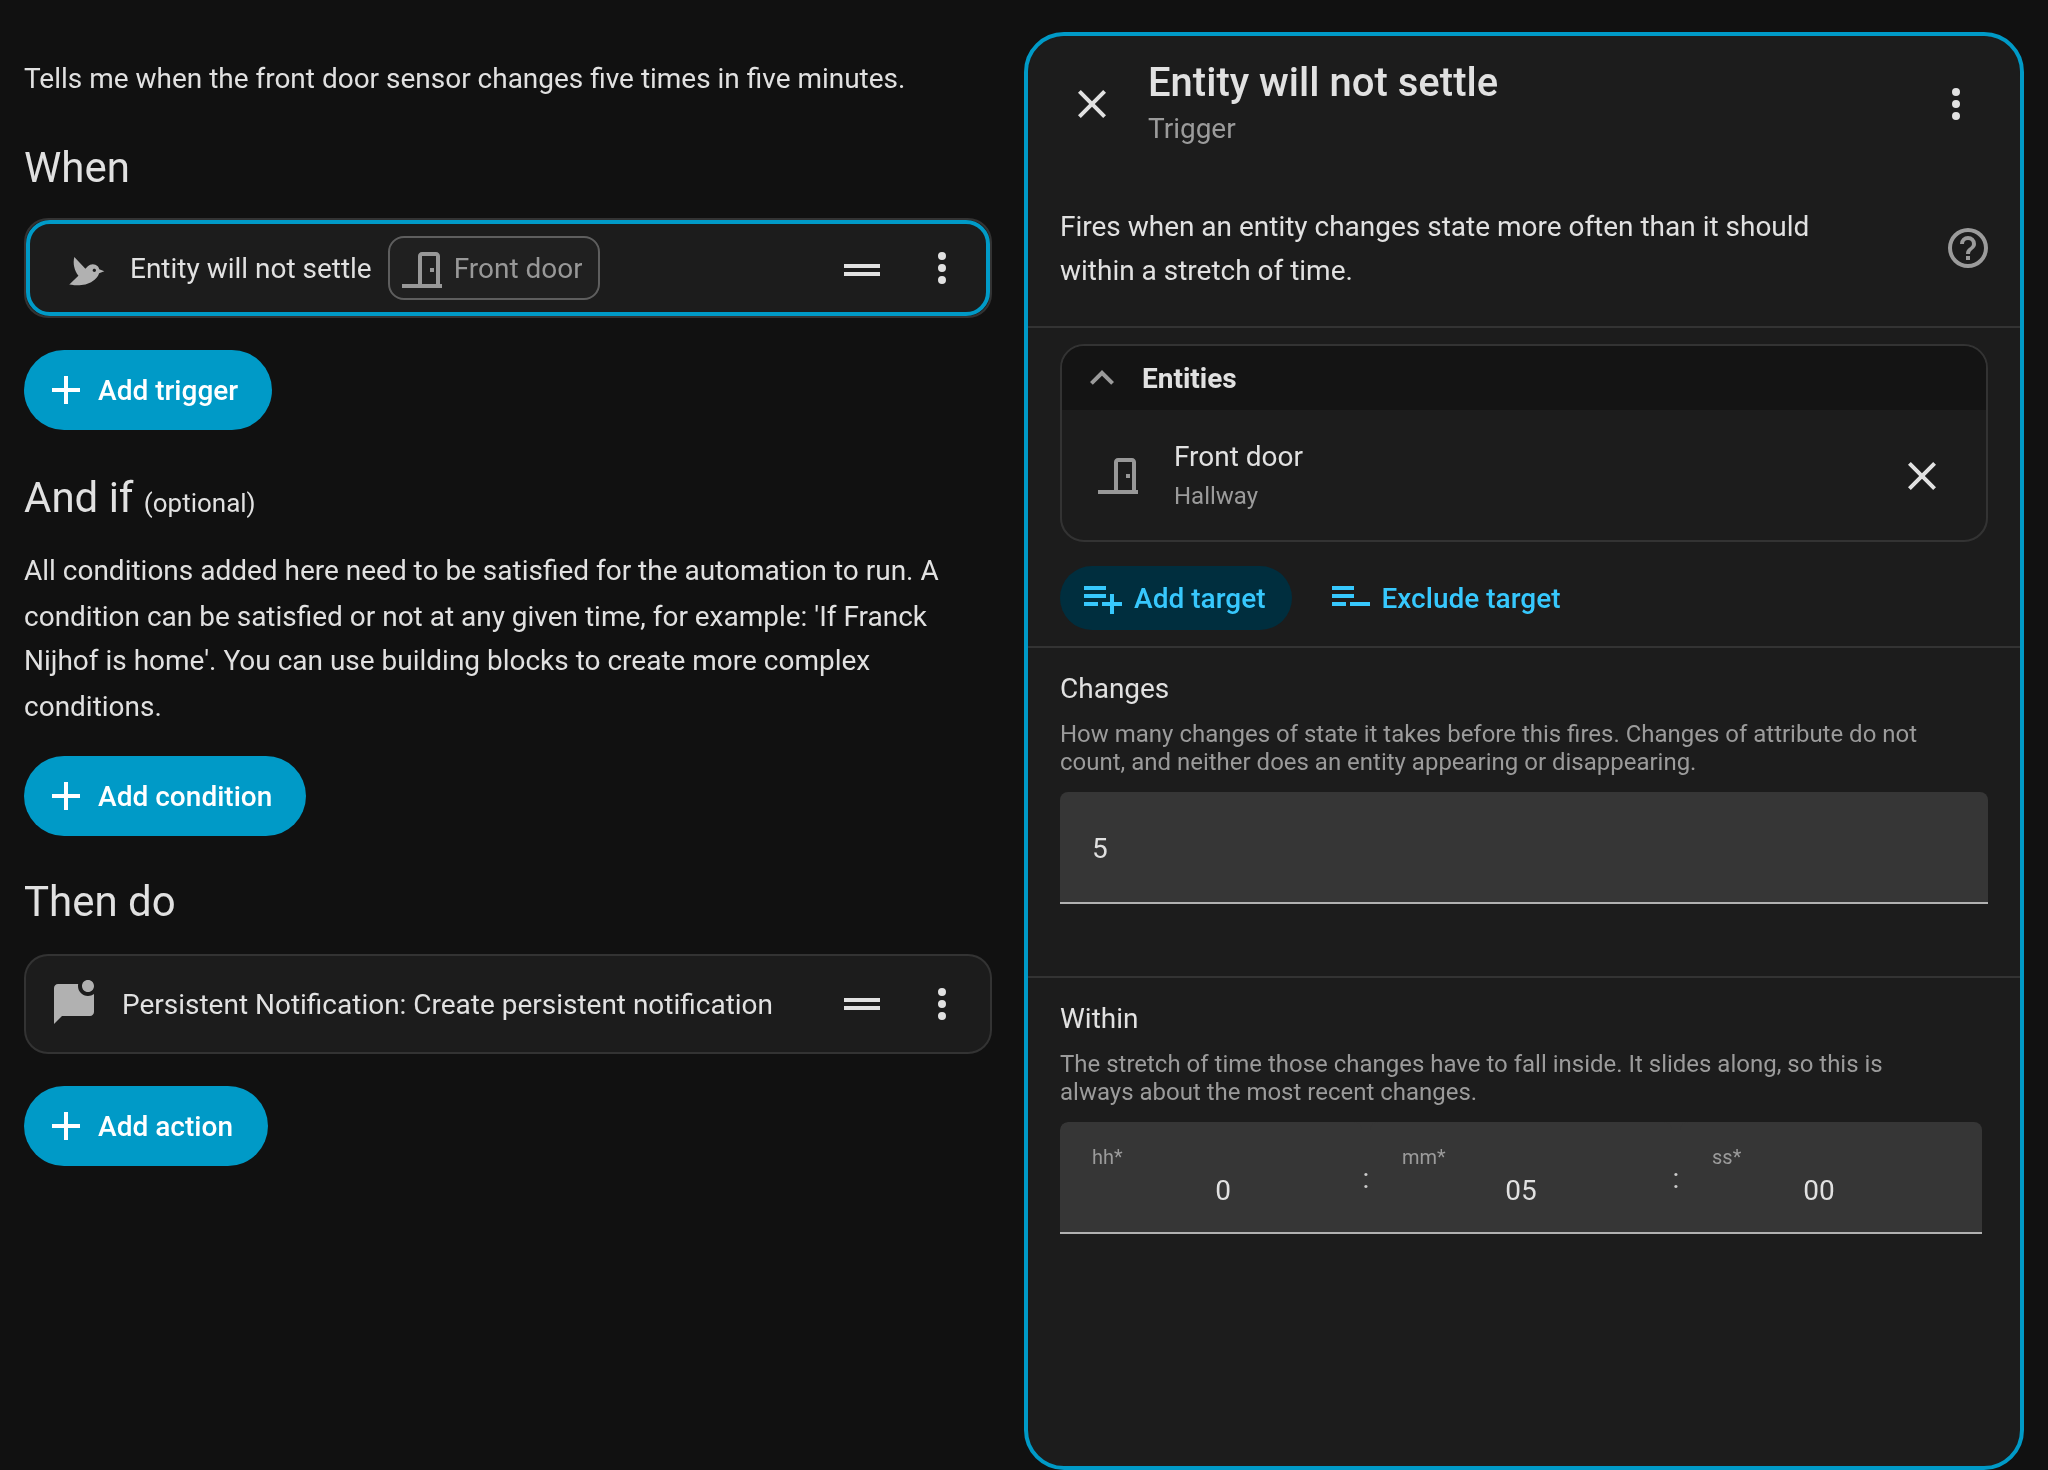 Tells me when the front door sensor changes five times in five minutes.
When
Entity will not settle
Front door
Add trigger
And if (optional)
All conditions added here need to be satisfied for the automation to run. A
condition can be satisfied or not at any given time, for example: 'If Franck
Nijhof is home'. You can use building blocks to create more complex
conditions.
Add condition
Then do
Persistent Notification: Create persistent notification
Add action
Entity will not settle
Trigger
Fires when an entity changes state more often than it should
within a stretch of time.
Entities
Front door
Hallway
Add target
Exclude target
Changes
How many changes of state it takes before this fires. Changes of attribute do not
count, and neither does an entity appearing or disappearing.
5
Within
The stretch of time those changes have to fall inside. It slides along, so this is
always about the most recent changes.
hh* mm* ss*
0 : 05 : 00